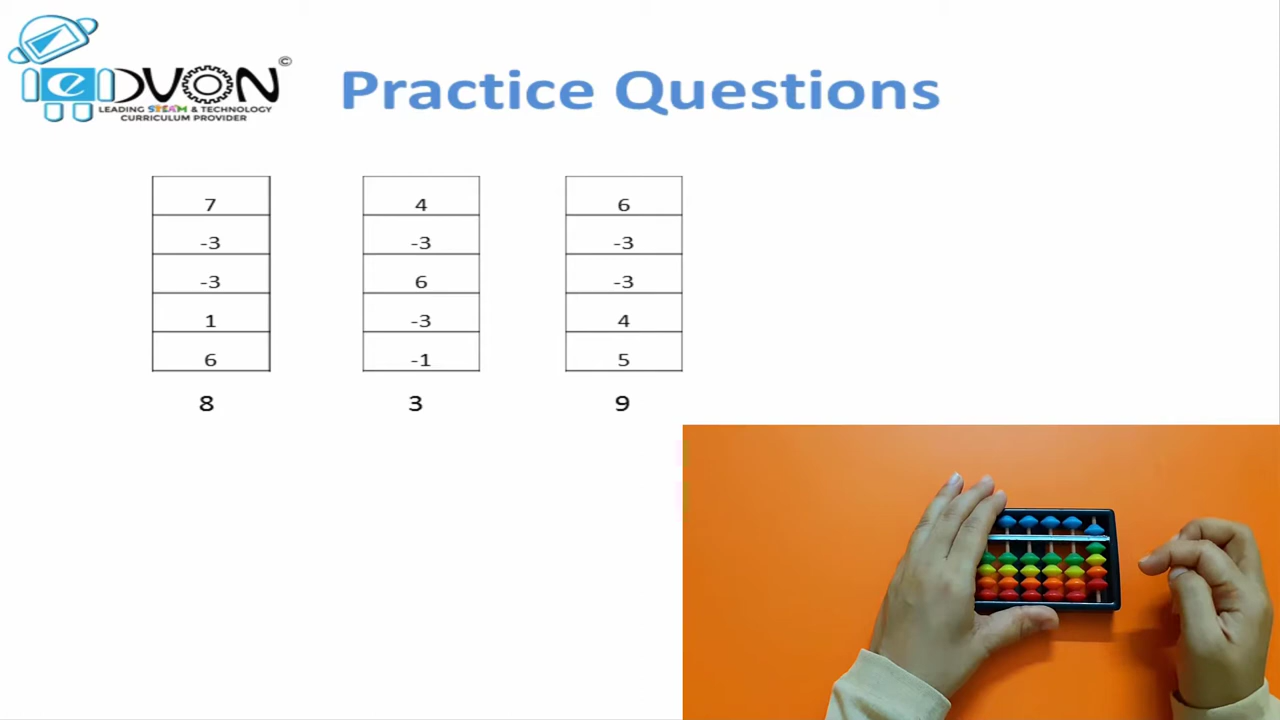 eDVON ©
LEADING STEAM & TECHNOLOGY
CURRICULUM PROVIDER
Practice Questions
7 4 6
-3 -3 -3
-3 6 -3
1 -3 4
6 -1 5
8 3 9